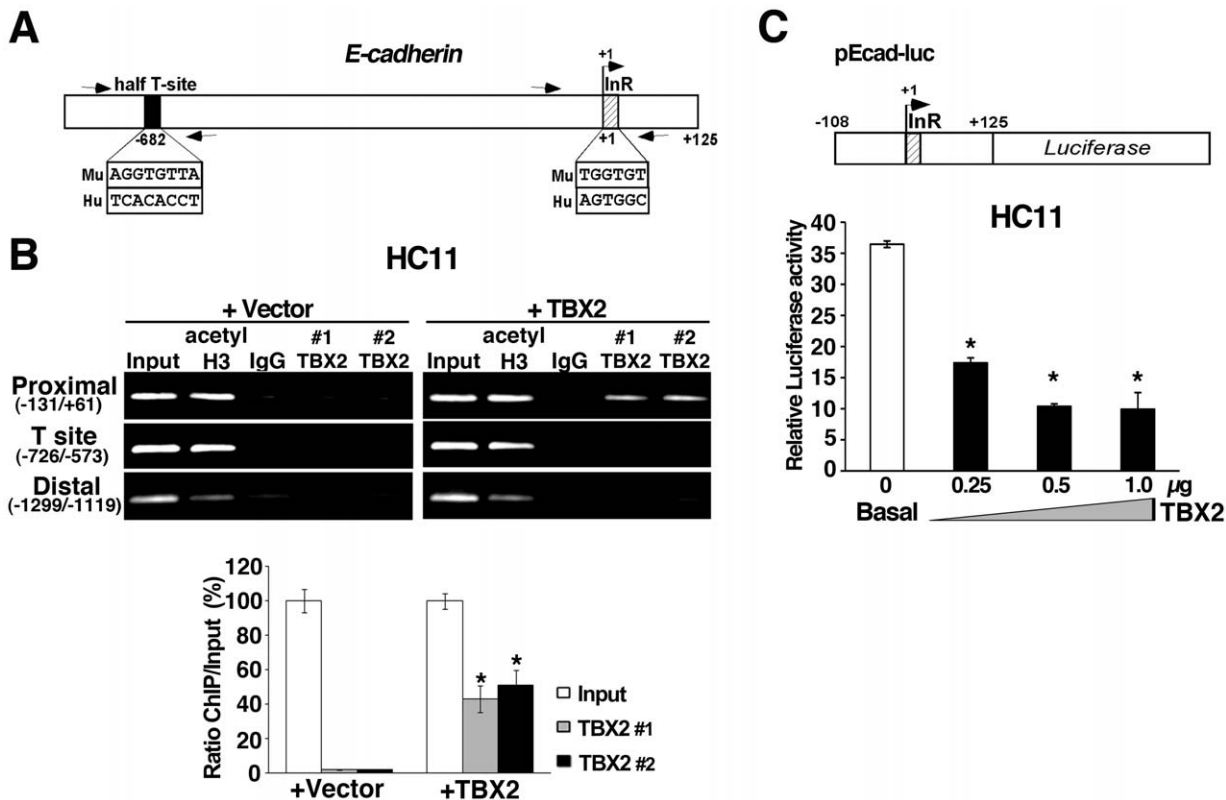 A
E-cadherin
half T-site
+1
InR
-682
+1
+125
Mu AGGTGTTA
Hu TCACACCT
Mu TGGTGT
Hu AGTGGC
B
HC11
+ Vector
+ TBX2
Input
acetyl H3
IgG
#1 TBX2
#2 TBX2
Input
acetyl H3
IgG
#1 TBX2
#2 TBX2
Proximal
(-131/+61)
T site
(-726/-573)
Distal
(-1299/-1119)
Ratio ChIP/Input (%)
120
100
80
60
40
20
0
*
*
+Vector
+TBX2
Input
TBX2 #1
TBX2 #2
C
pEcad-luc
-108
+1
InR
+125
Luciferase
HC11
Relative Luciferase activity
40
35
30
25
20
15
10
5
0
*
*
*
0
0.25
0.5
1.0
µg
Basal
TBX2